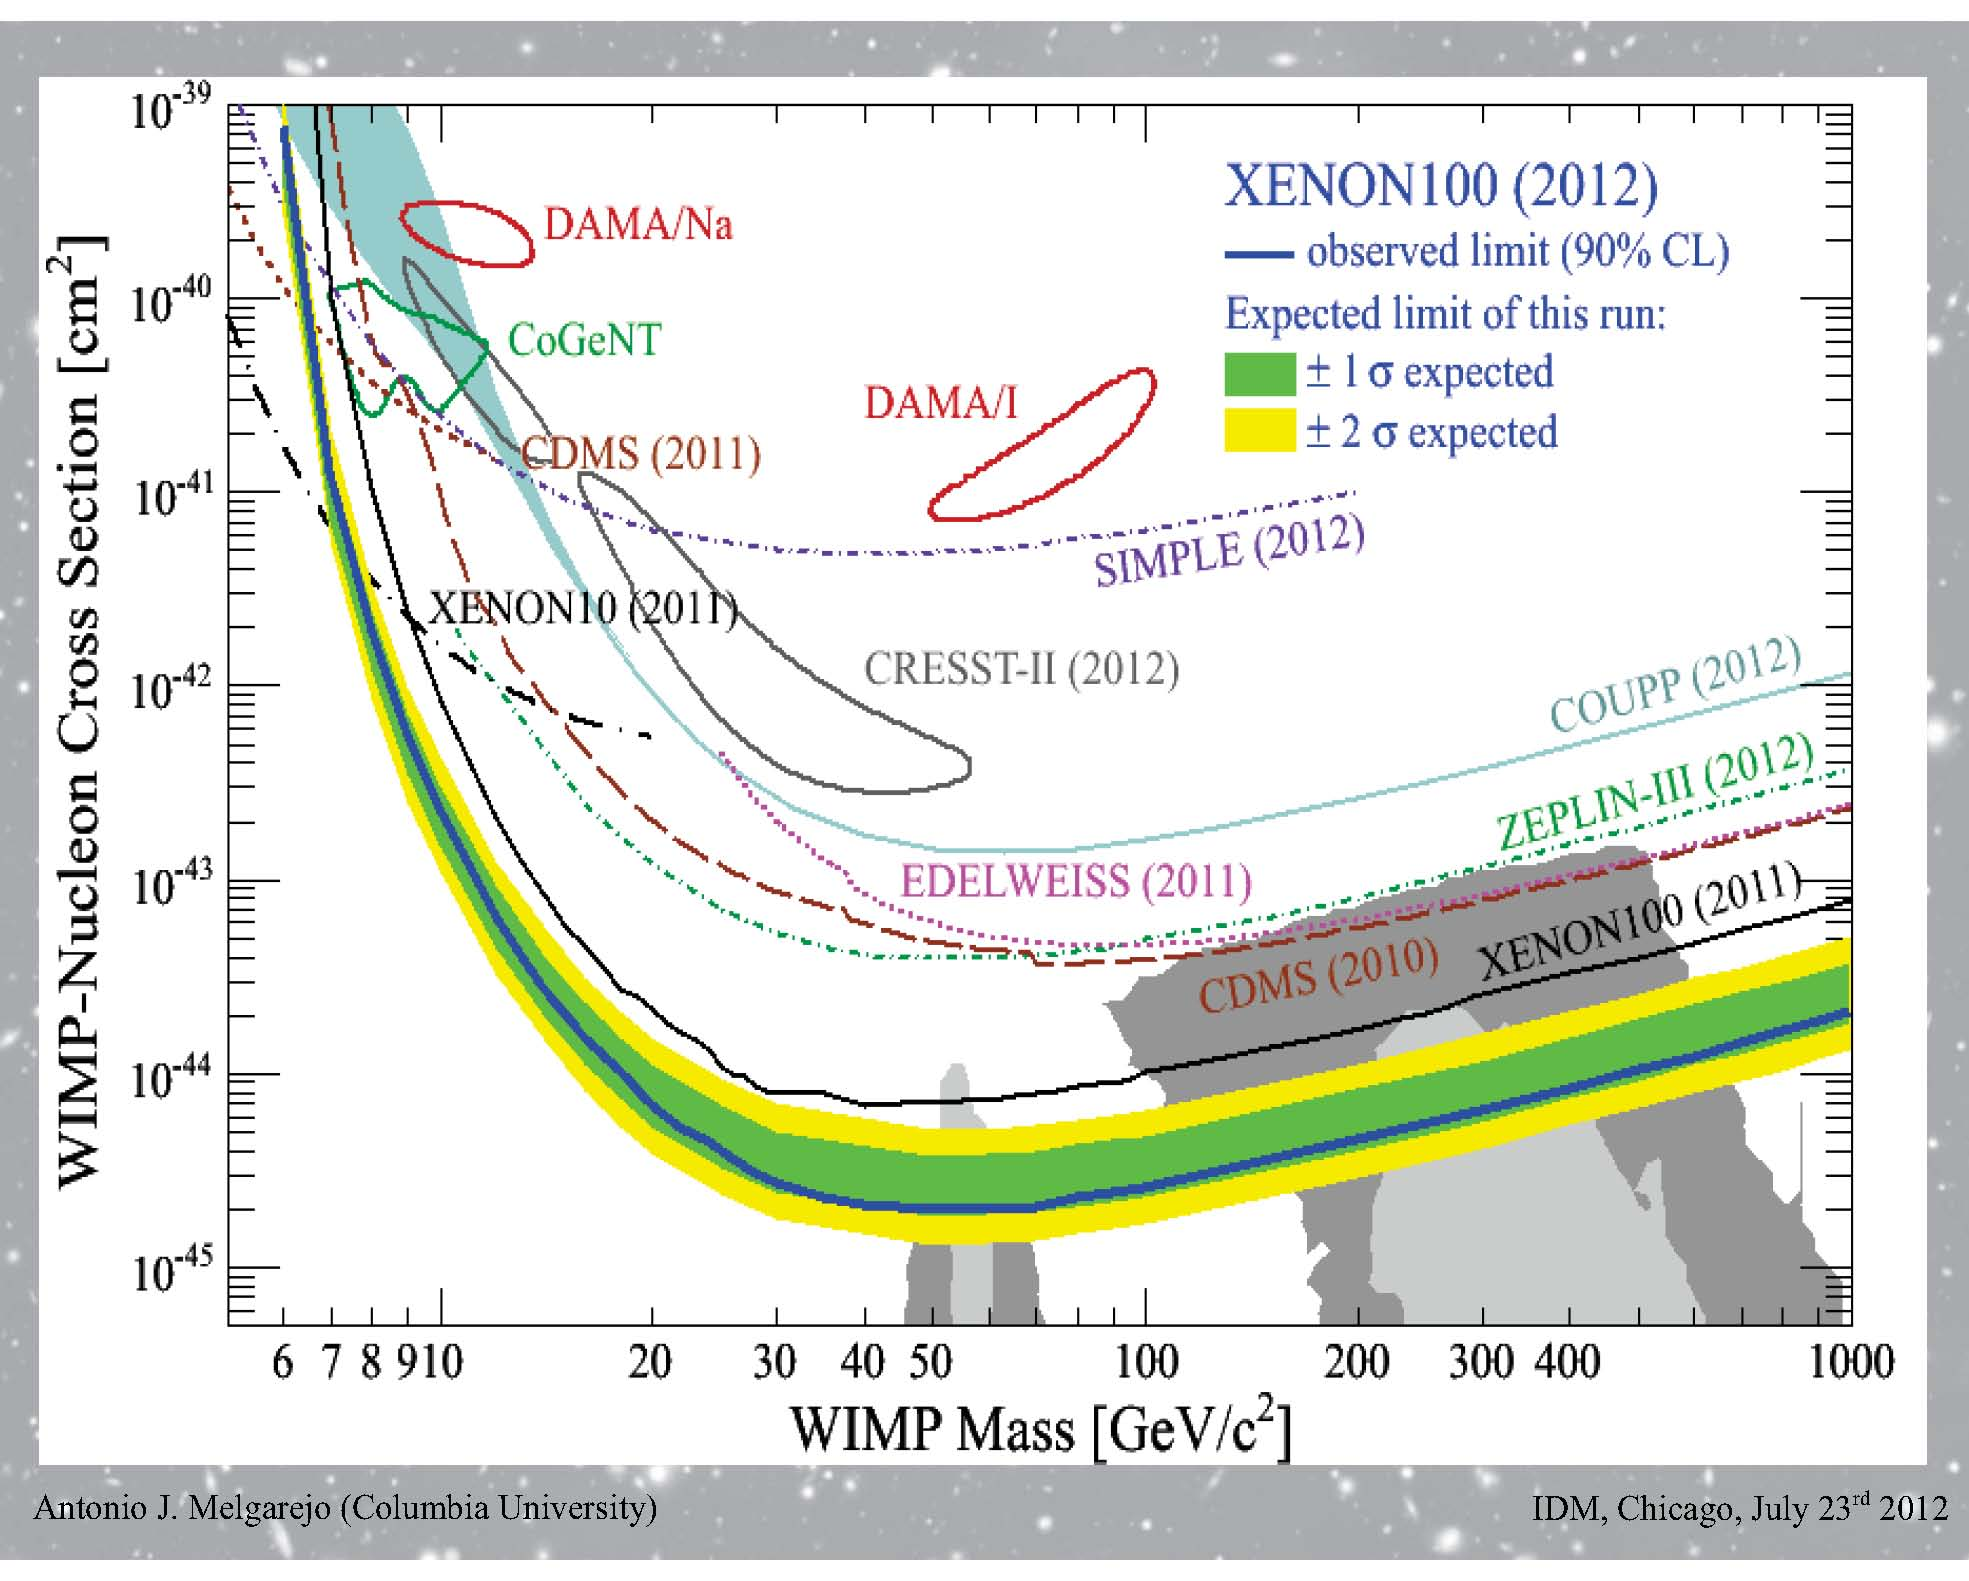 10⁻³⁹
10⁻⁴⁰
10⁻⁴¹
10⁻⁴²
10⁻⁴³
10⁻⁴⁴
10⁻⁴⁵
WIMP-Nucleon Cross Section [cm²]
XENON100 (2012)
observed limit (90% CL)
Expected limit of this run:
± 1 σ expected
± 2 σ expected
DAMA/Na
CoGeNT
DAMA/I
CDMS (2011)
SIMPLE (2012)
XENON10 (2011)
CRESST-II (2012)
COUPP (2012)
ZEPLIN-III (2012)
EDELWEISS (2011)
XENON100 (2011)
CDMS (2010)
6 7 8 9 10 20 30 40 50 100 200 300 400 1000
WIMP Mass [GeV/c²]
Antonio J. Melgarejo (Columbia University)
IDM, Chicago, July 23rd 2012